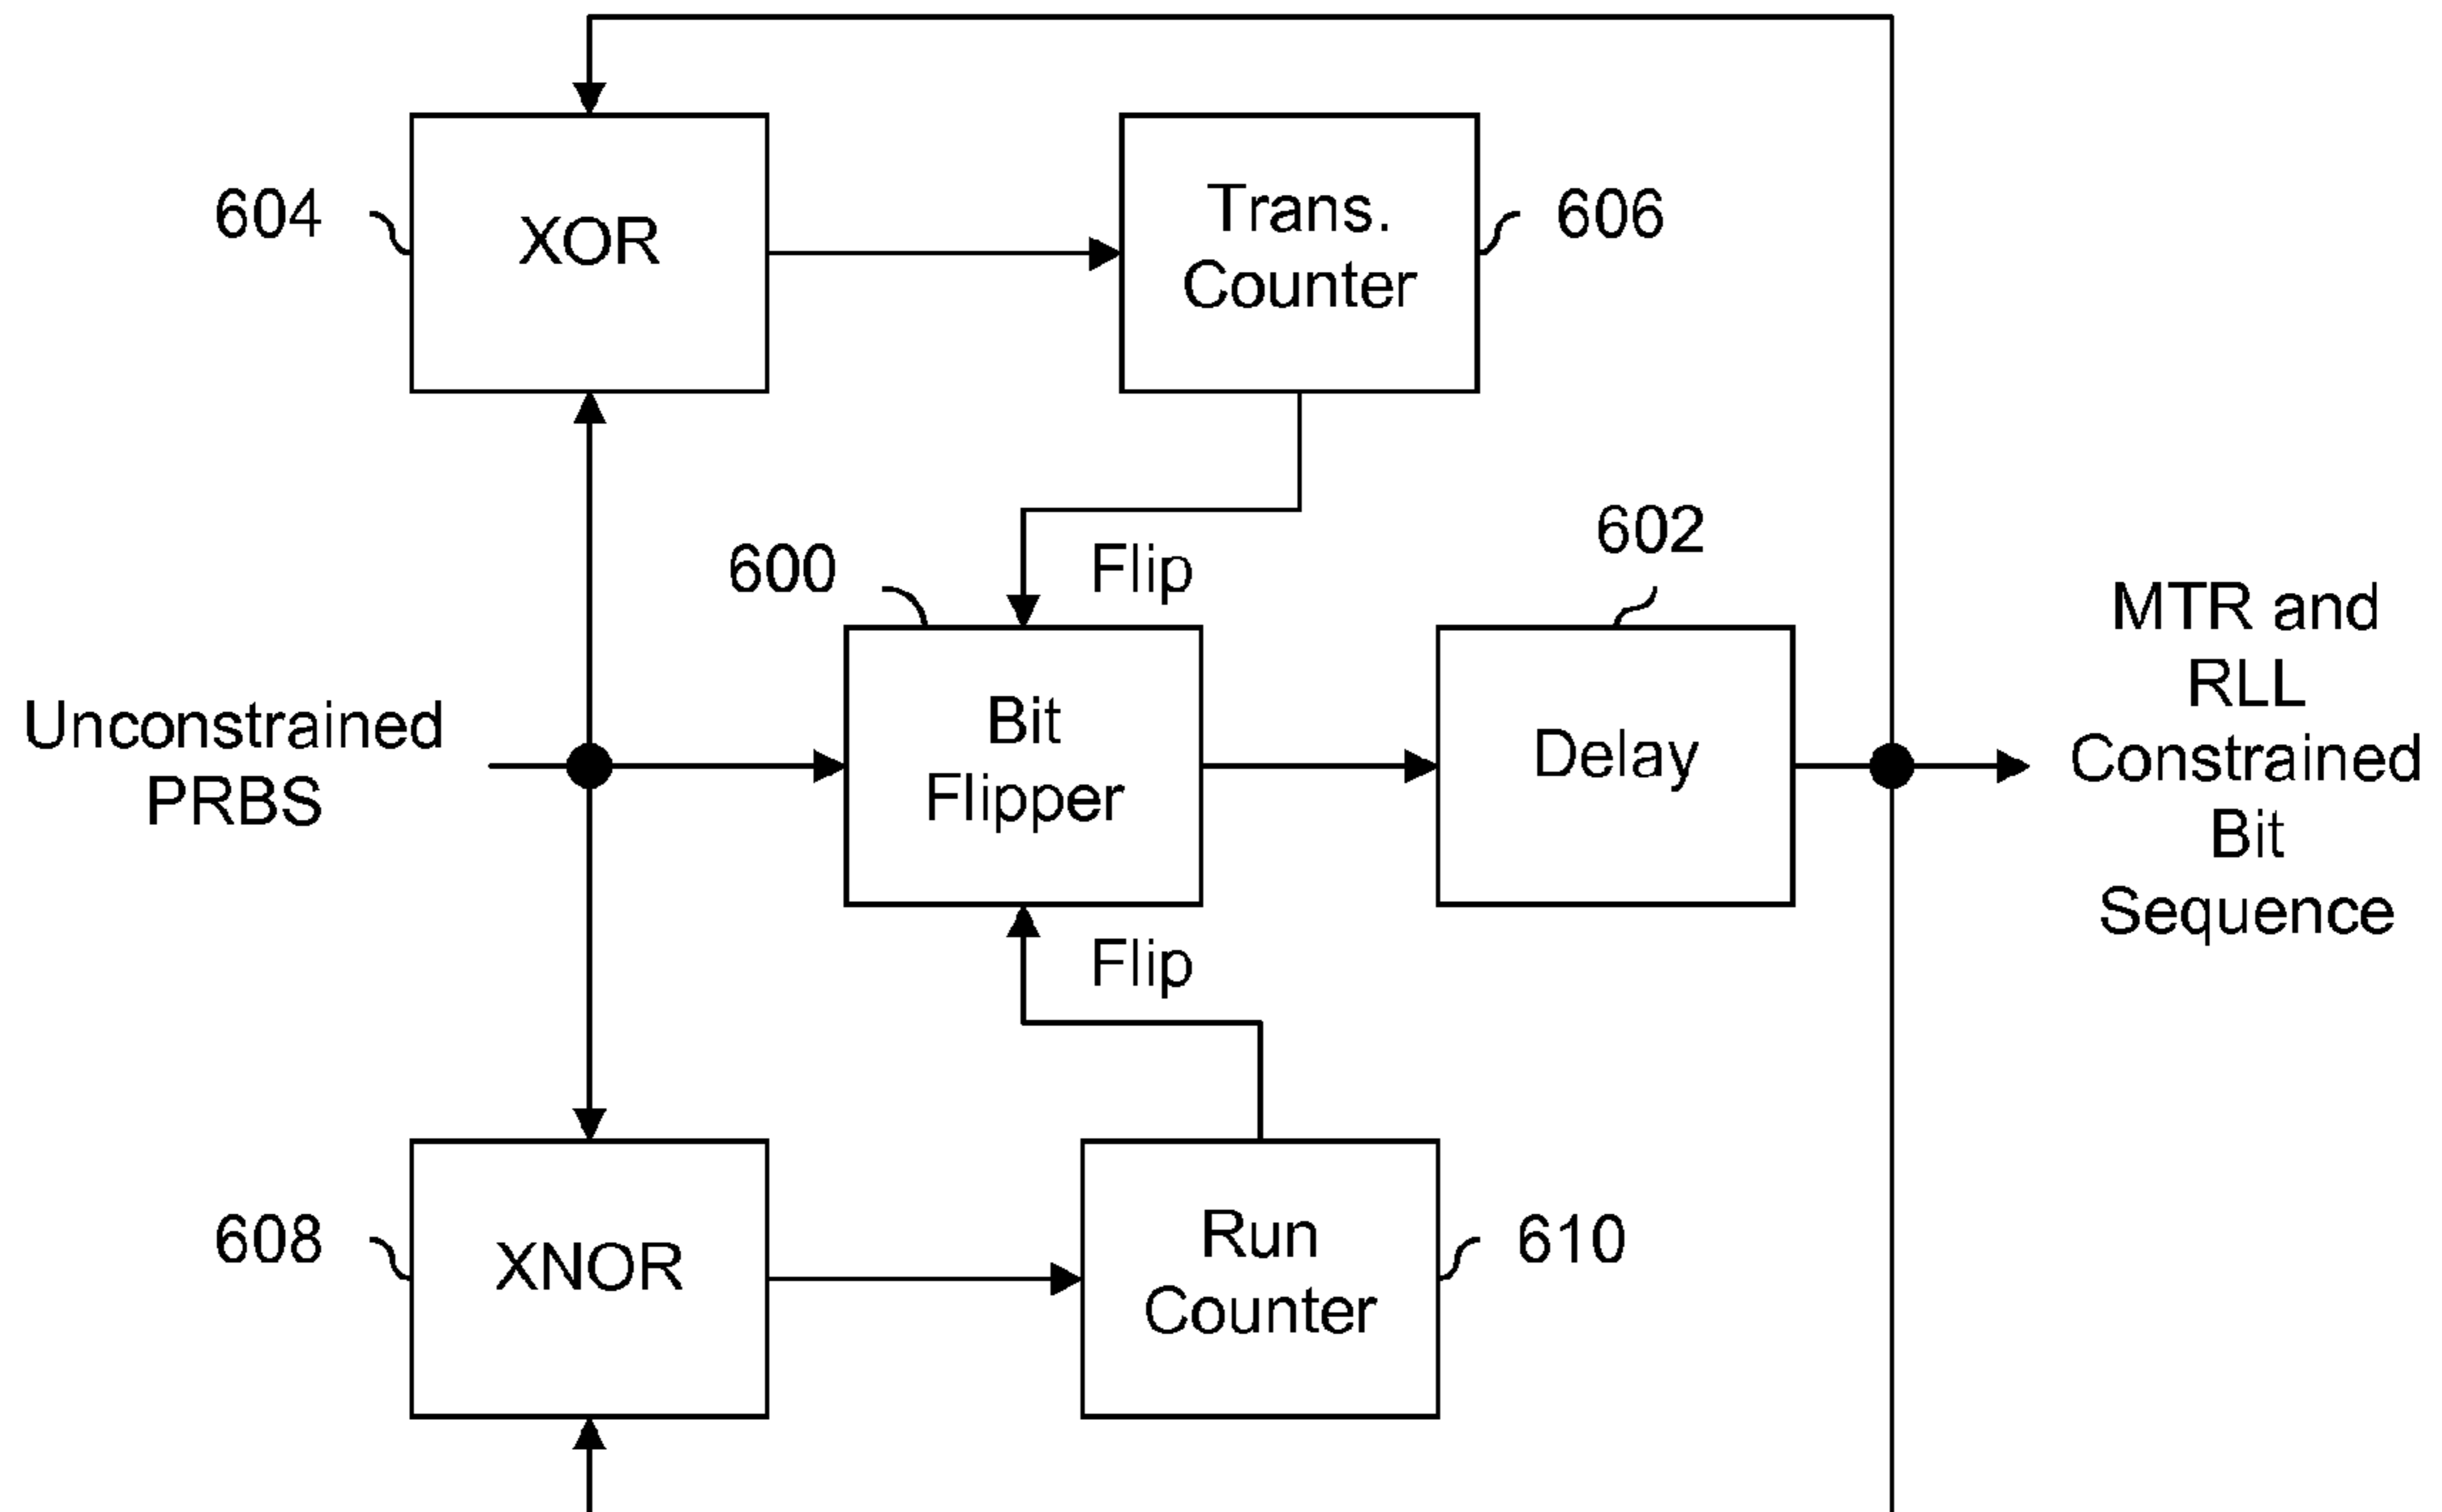 604
XOR
Trans.
Counter
606
Flip
600
602
Unconstrained
PRBS
Bit
Flipper
Delay
MTR and
RLL
Constrained
Bit
Sequence
Flip
608
XNOR
Run
Counter
610